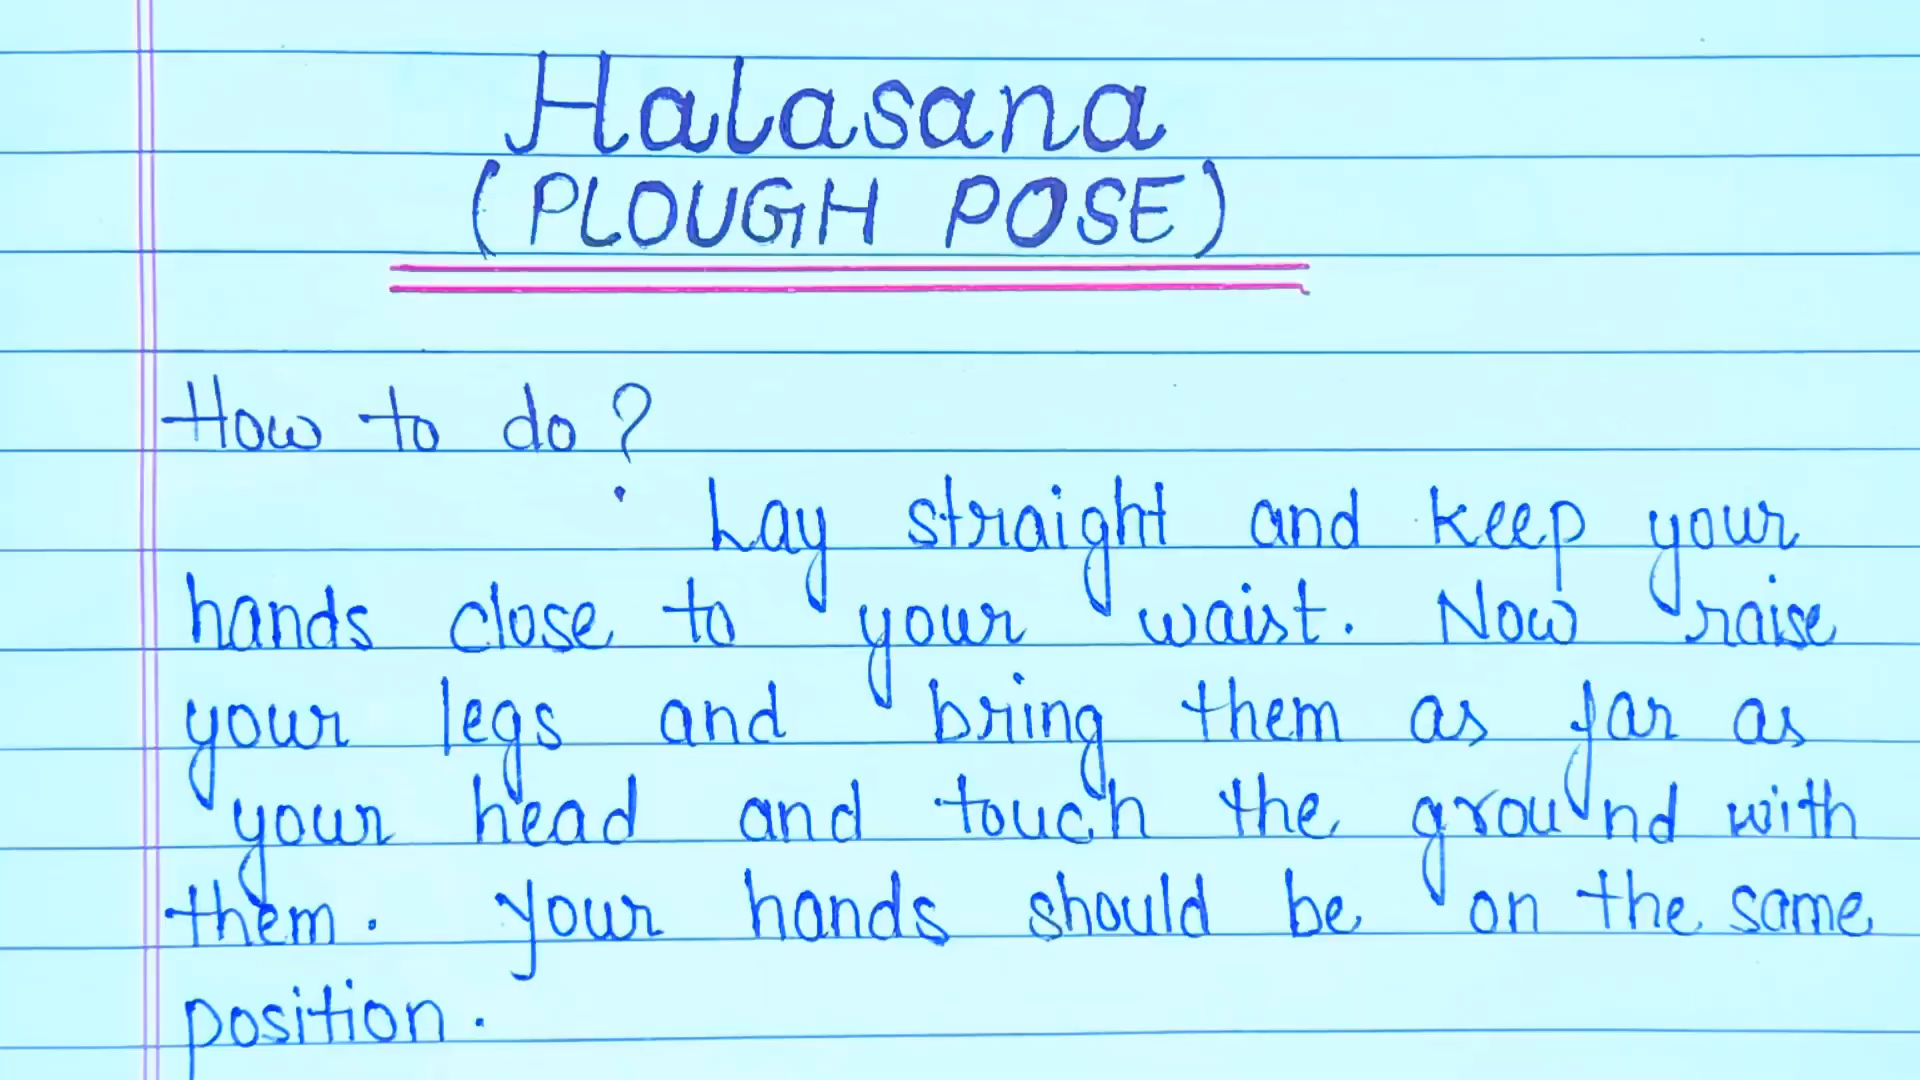 Halasana
(PLOUGH POSE)
How to do?
Lay straight and keep your
hands close to your waist. Now raise
your legs and bring them as far as
your head and touch the ground with
them. Your hands should be on the same
position.